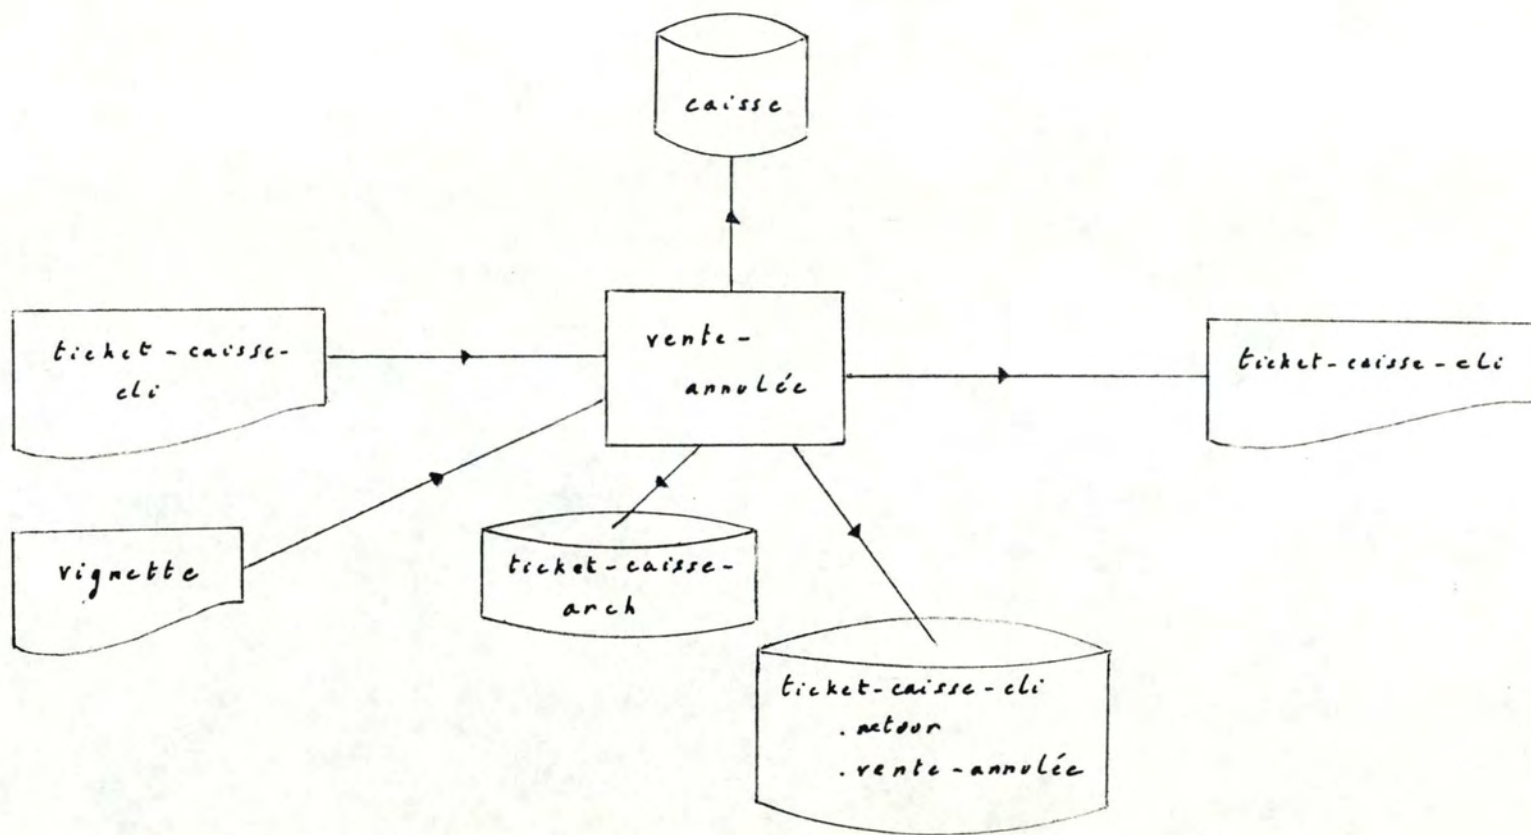 caisse
ticket-caisse-
cli
vente-
annulée
ticket-caisse-cli
vignette
ticket-caisse-
arch
ticket-caisse-cli
. retour
. vente-annulée